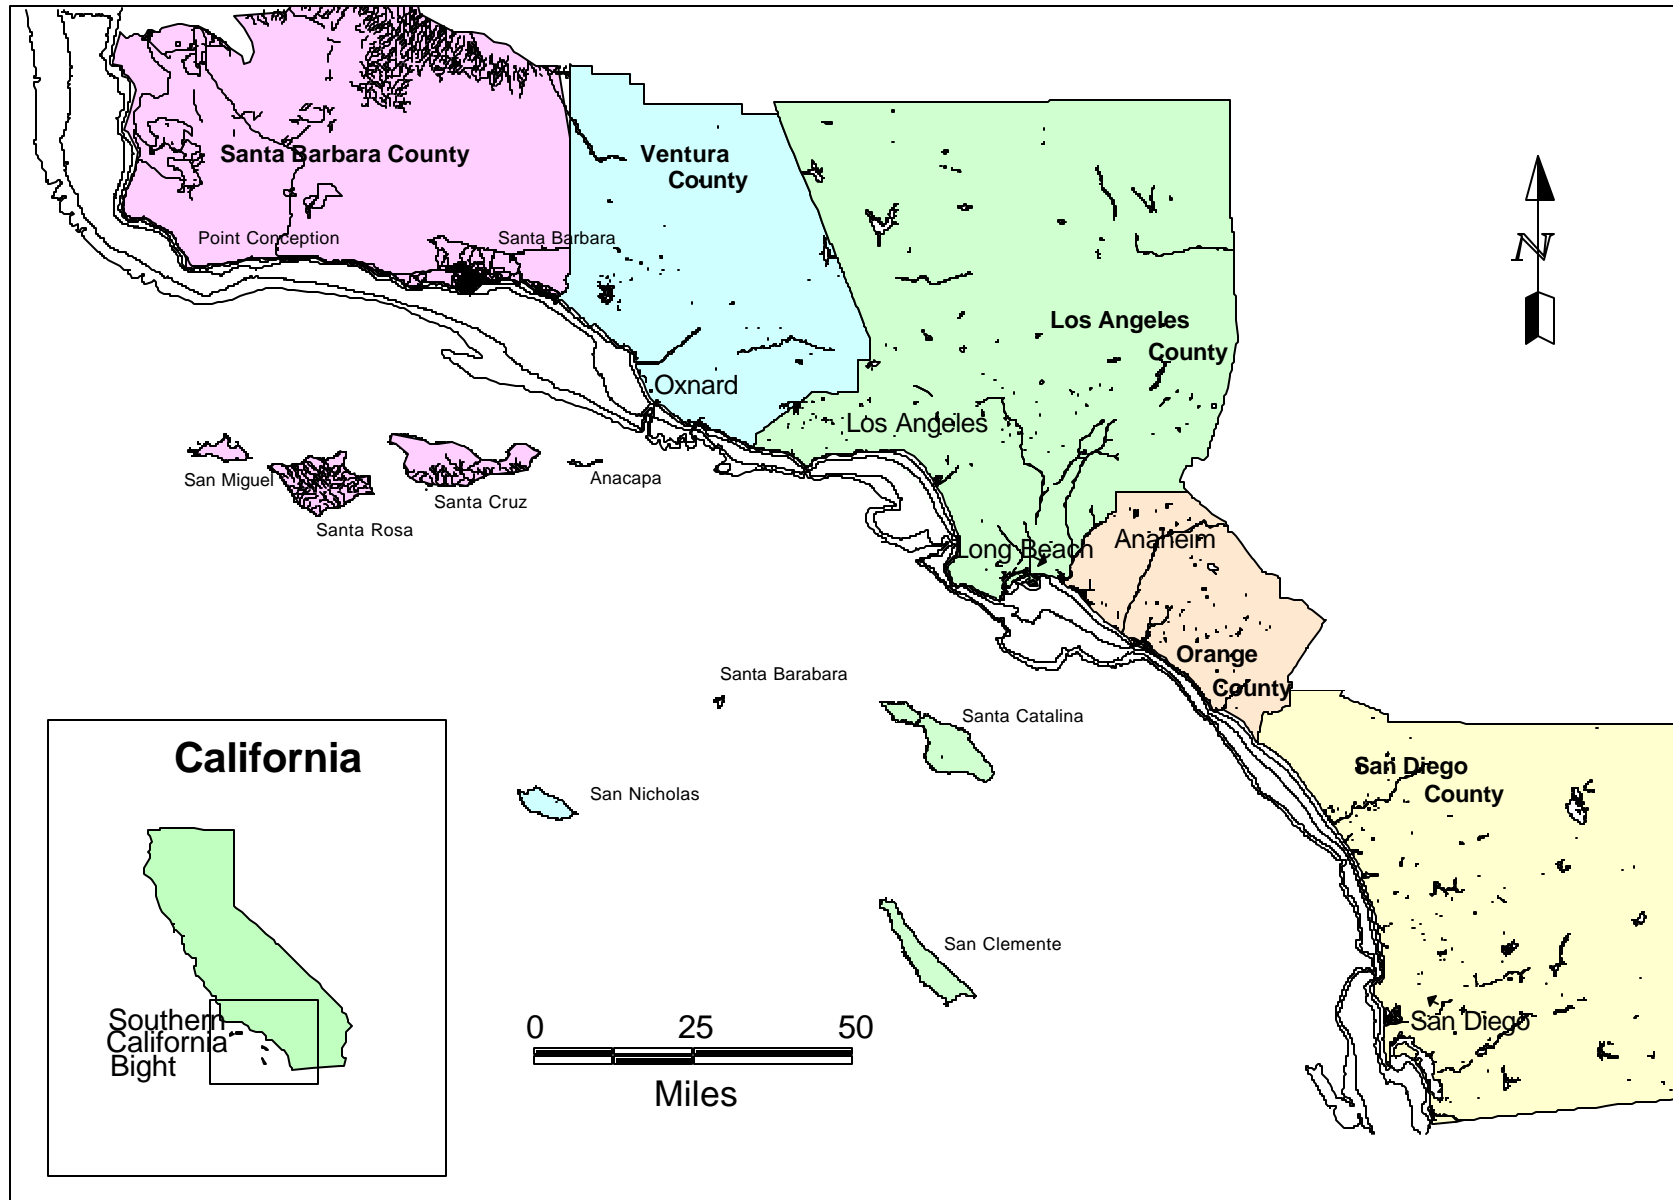 Santa Barbara County
Ventura
County
Point Conception
Santa Barbara
N
Los Angeles
County
Oxnard
Los Angeles
San Miguel
Santa Rosa
Santa Cruz
Anacapa
Long Beach
Anaheim
Orange
County
Santa Barabara
Santa Catalina
San Nicholas
San Diego
County
San Clemente
San Diego
California
Southern
California
Bight
0 25 50
Miles